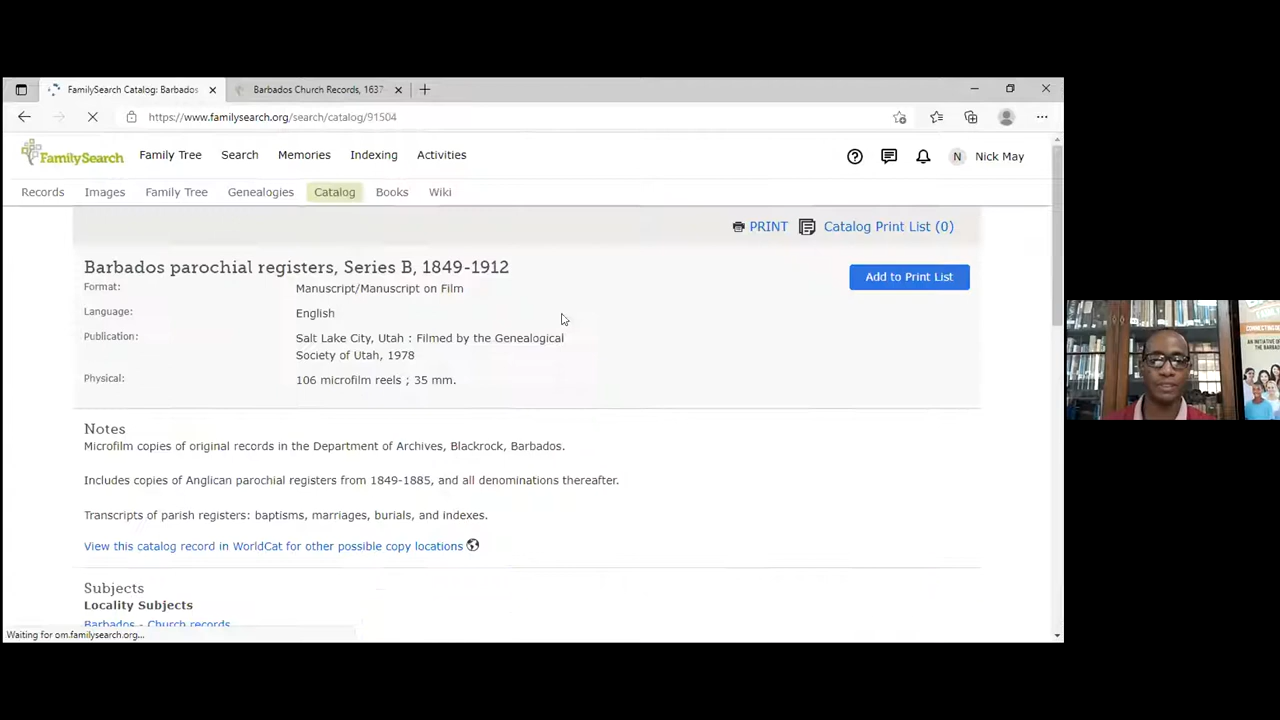 FamilySearch Catalog: Barbados
Barbados Church Records, 1637-
https://www.familysearch.org/search/catalog/91504
FamilySearch
Family Tree
Search
Memories
Indexing
Activities
N
Nick May
Records
Images
Family Tree
Genealogies
Catalog
Books
Wiki
PRINT
Catalog Print List (0)
Barbados parochial registers, Series B, 1849-1912
Add to Print List
Format:
Manuscript/Manuscript on Film
Language:
English
Publication:
Salt Lake City, Utah : Filmed by the Genealogical
Society of Utah, 1978
Physical:
106 microfilm reels ; 35 mm.
Notes
Microfilm copies of original records in the Department of Archives, Blackrock, Barbados.
Includes copies of Anglican parochial registers from 1849-1885, and all denominations thereafter.
Transcripts of parish registers: baptisms, marriages, burials, and indexes.
View this catalog record in WorldCat for other possible copy locations
Subjects
Locality Subjects
Barbados - Church records
Waiting for om.familysearch.org...
CONNECTING
AN INITIATIVE OF
THE BARBAD